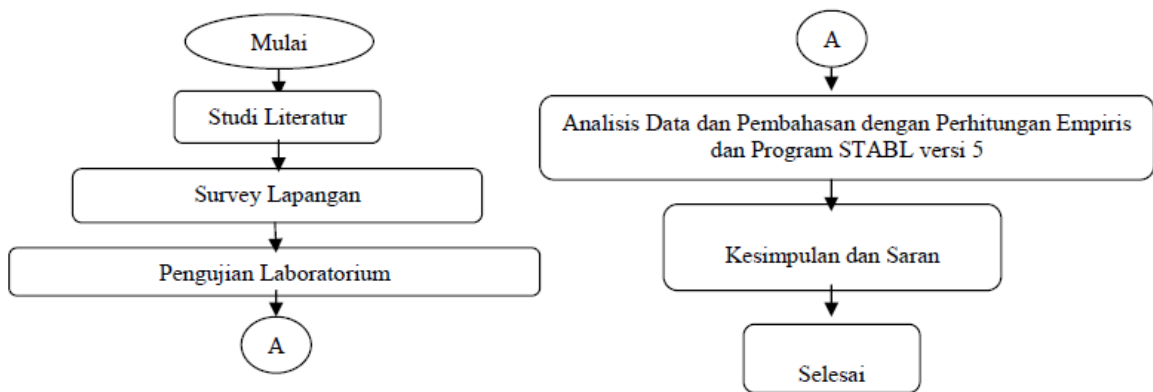 Mulai
Studi Literatur
Survey Lapangan
Pengujian Laboratorium
A
A
Analisis Data dan Pembahasan dengan Perhitungan Empiris
dan Program STABL versi 5
Kesimpulan dan Saran
Selesai